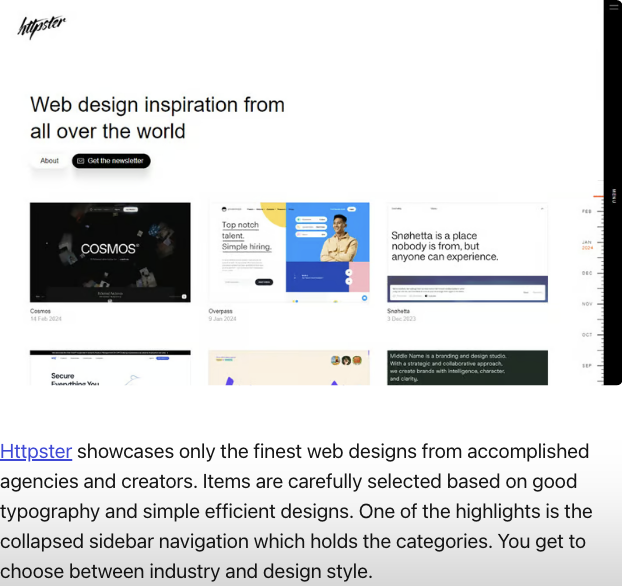 httpster
Web design inspiration from
all over the world
About
Get the newsletter
MENU
FEB
JAN
2024
DEC
NOV
OCT
SEP
COSMOS
Top notch
talent.
Simple hiring.
Snøhetta is a place
nobody is from, but
anyone can experience.
Cosmos
14 Feb 2024
Overpass
9 Jan 2024
Snøhetta
3 Dec 2023
Secure
Everything You
Middle Name is a branding and design studio.
With a strategic and collaborative approach,
we create brands with intelligence, character,
and clarity.
Httpster showcases only the finest web designs from accomplished
agencies and creators. Items are carefully selected based on good
typography and simple efficient designs. One of the highlights is the
collapsed sidebar navigation which holds the categories. You get to
choose between industry and design style.